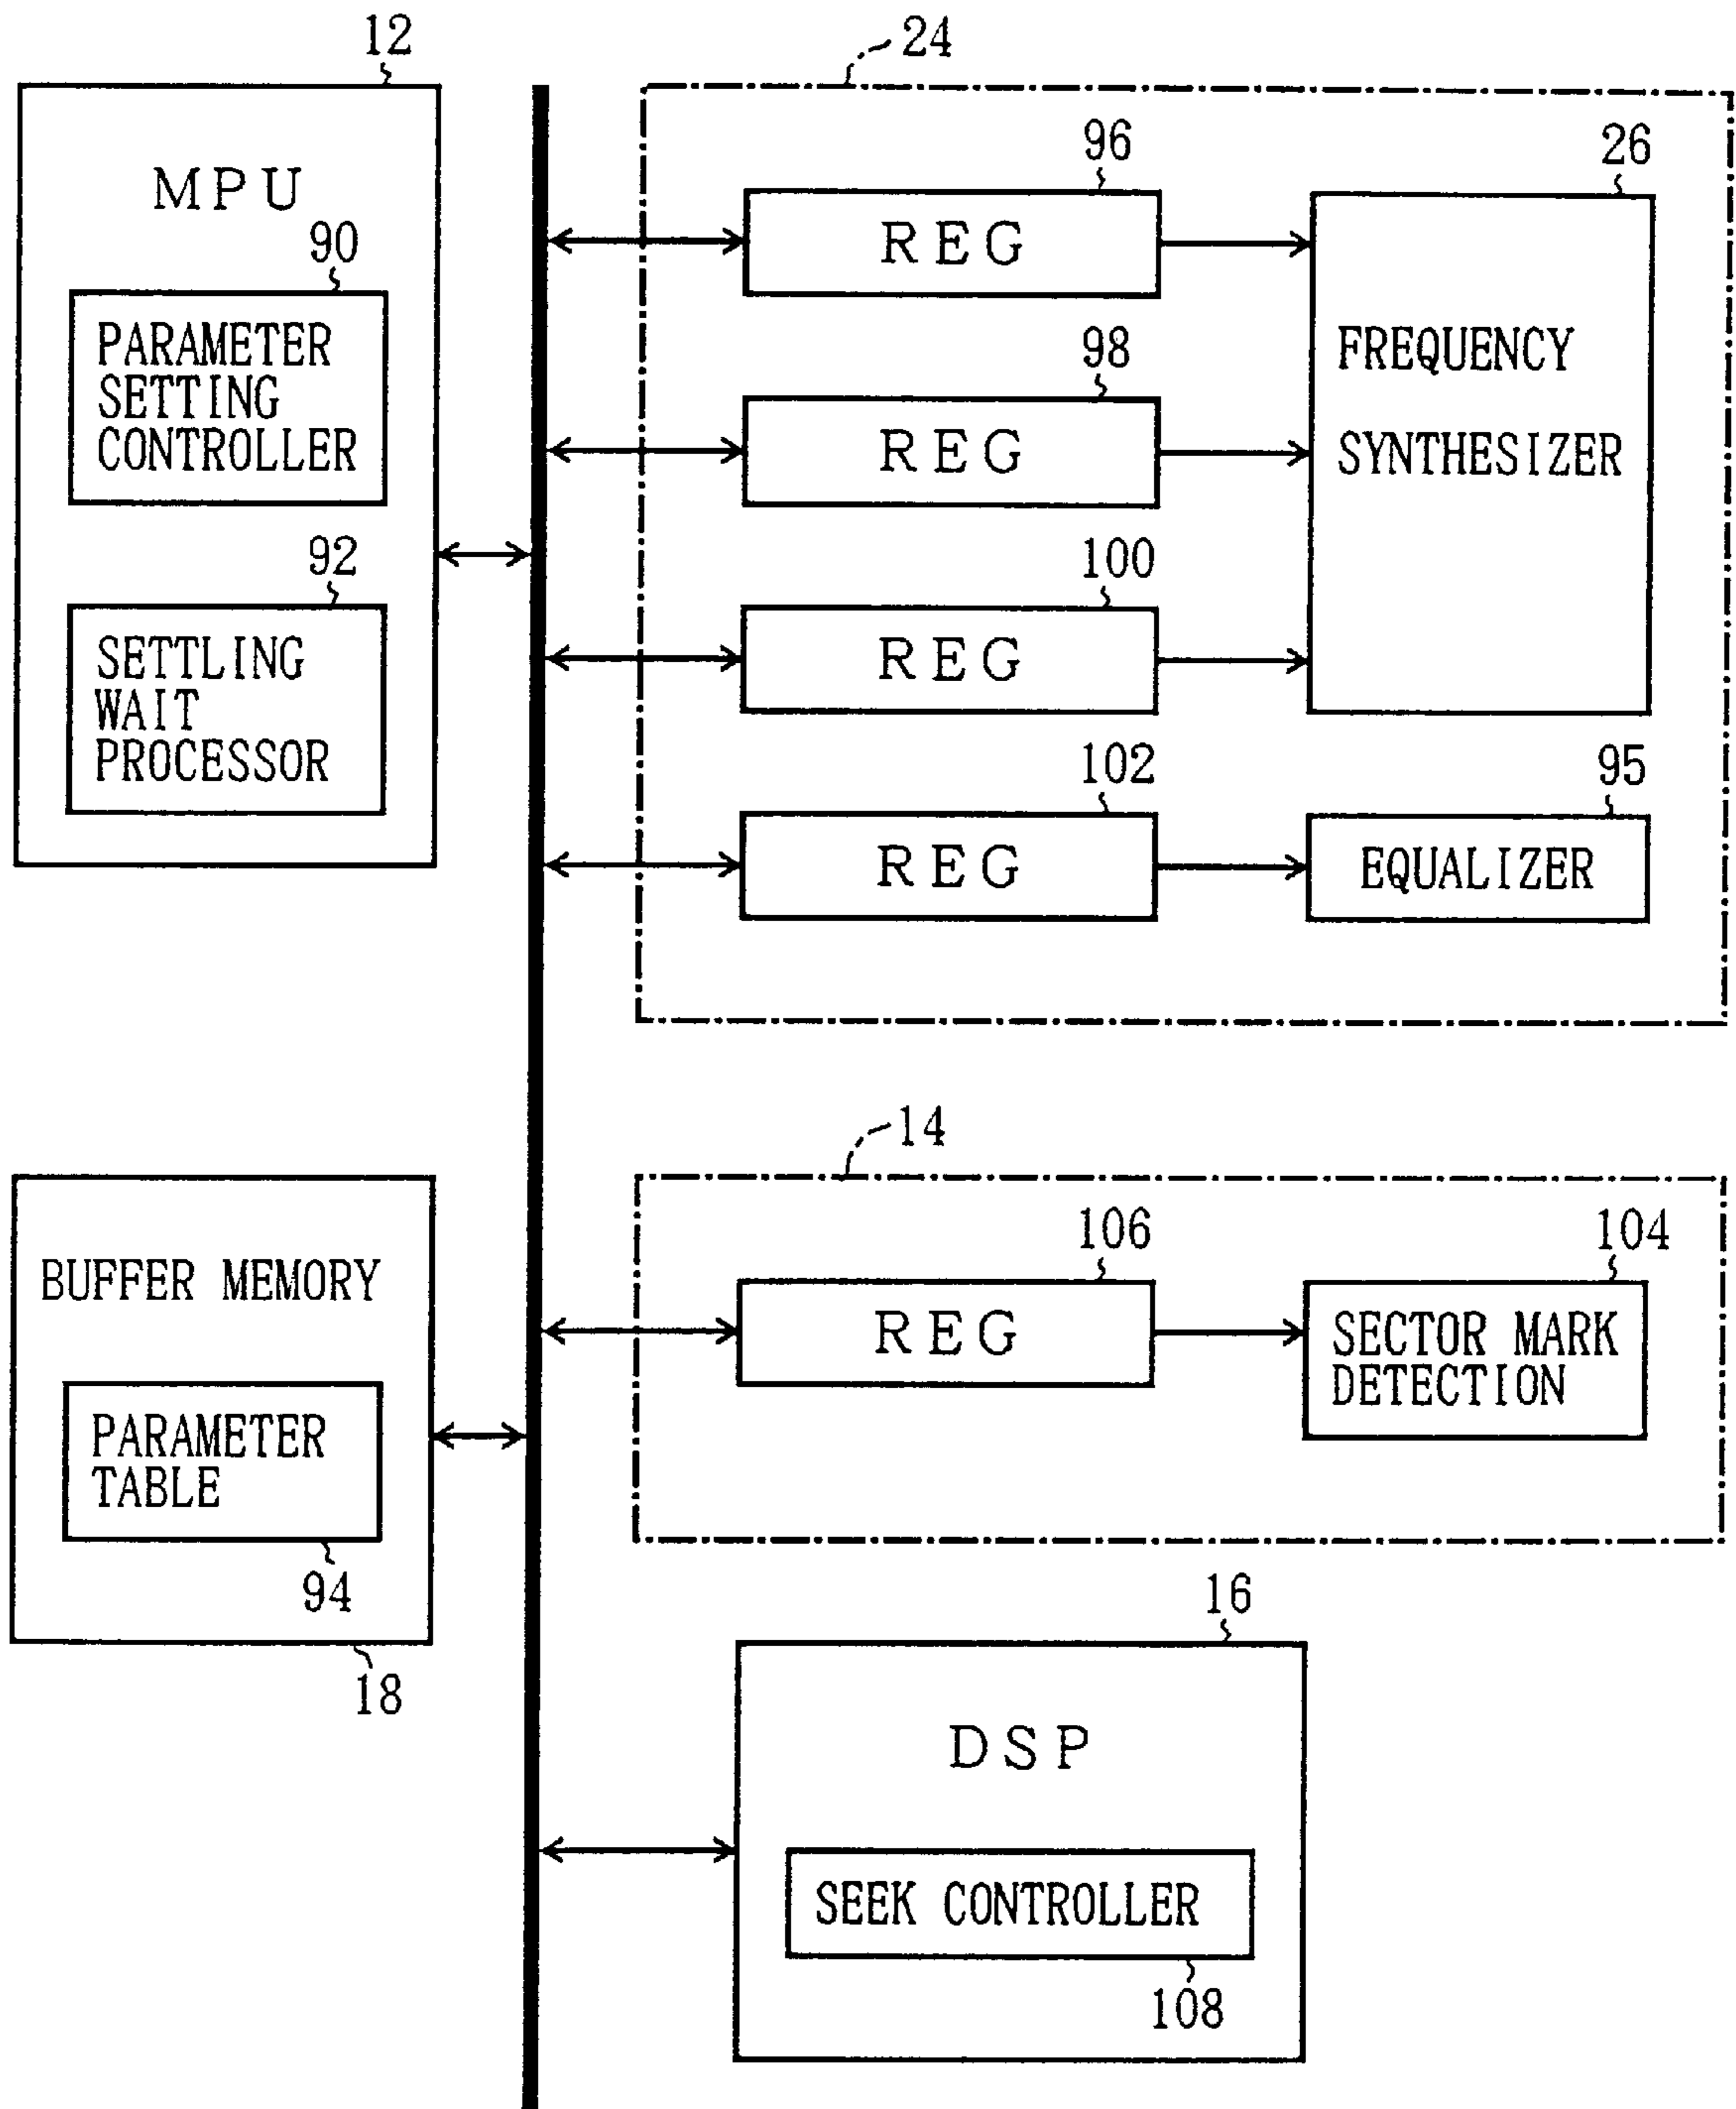 12
MPU
90
PARAMETER
SETTING
CONTROLLER
92
SETTLING
WAIT
PROCESSOR
24
96
REG
26
FREQUENCY
SYNTHESIZER
98
REG
100
REG
102
REG
95
EQUALIZER
BUFFER MEMORY
PARAMETER
TABLE
94
18
14
106
REG
104
SECTOR MARK
DETECTION
16
DSP
SEEK CONTROLLER
108